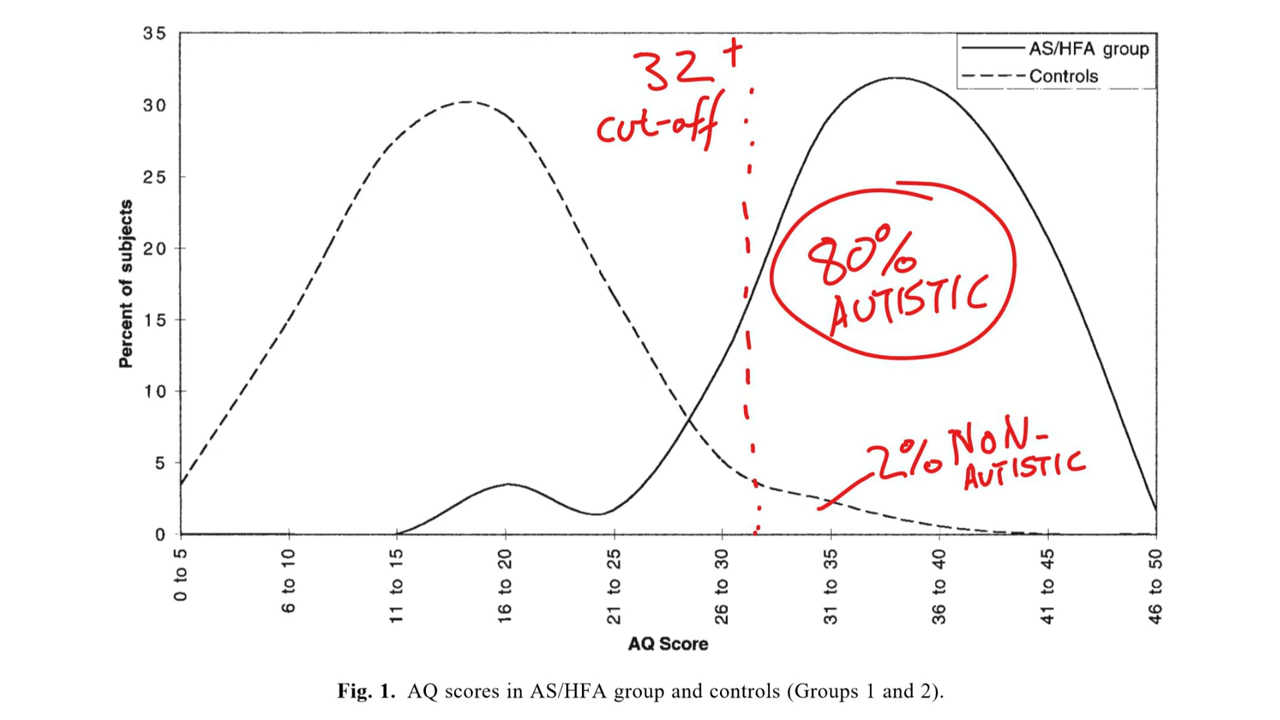 35
30
25
20
15
10
5
0
Percent of subjects
32+
cut-off
AS/HFA group
Controls
80%
AUTISTIC
2% NON-
AUTISTIC
0 to 5
6 to 10
11 to 15
16 to 20
21 to 25
26 to 30
31 to 35
36 to 40
41 to 45
46 to 50
AQ Score
Fig. 1. AQ scores in AS/HFA group and controls (Groups 1 and 2).